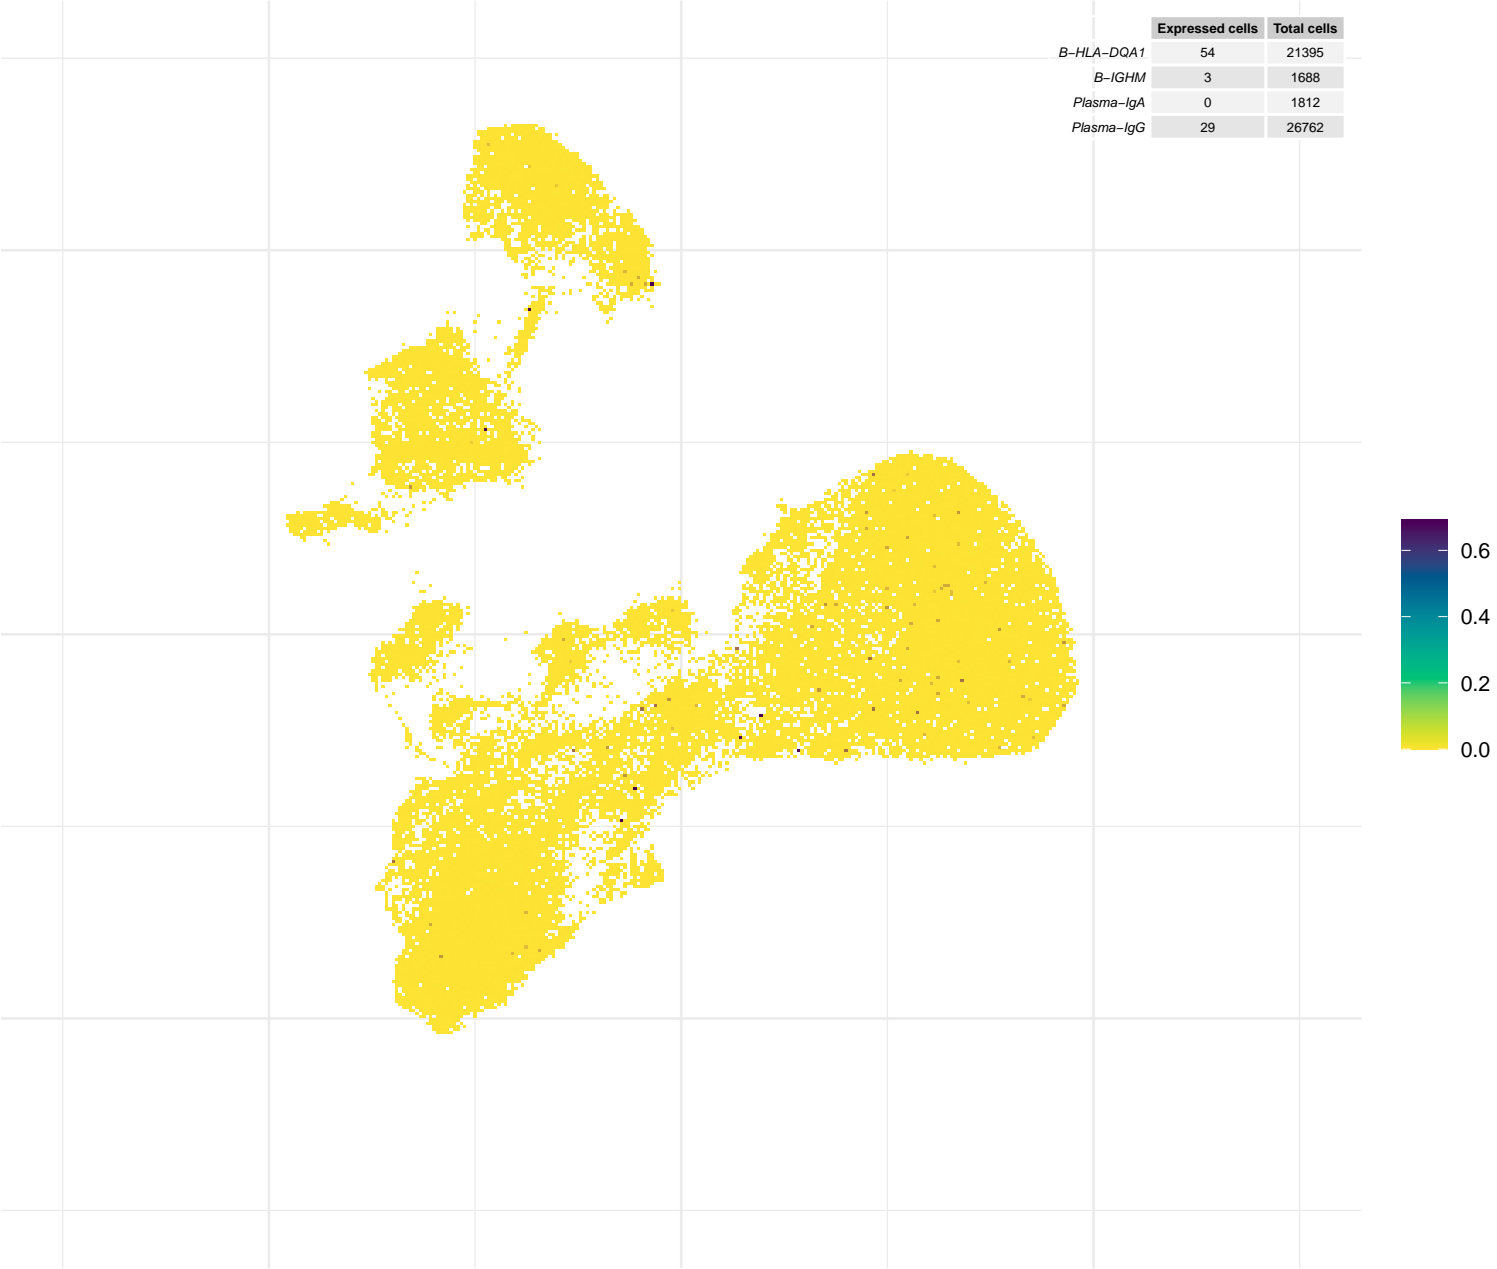 Expressed cells Total cells
B−HLA−DQA1 54 21395
B−IGHM 3 1688
Plasma−IgA 0 1812
Plasma−IgG 29 26762
0.6
0.4
0.2
0.0